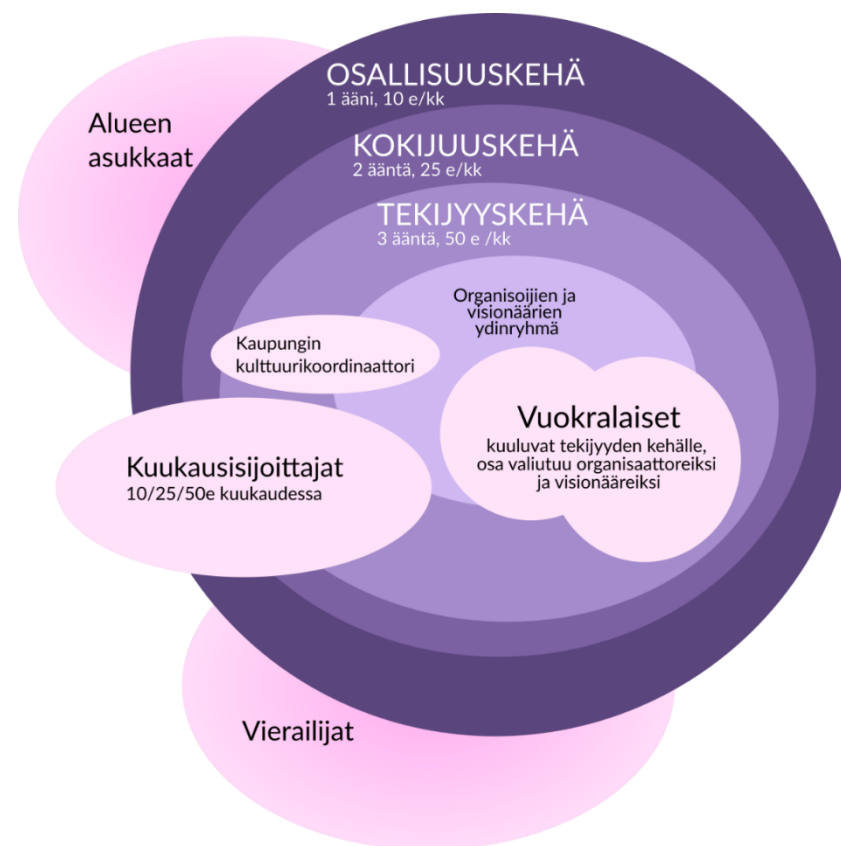 OSALLISUUSKEHÄ
1 ääni, 10 e/kk
Alueen
asukkaat
KOKIJUUSKEHÄ
2 ääntä, 25 e/kk
TEKIJYYSKEHÄ
3 ääntä, 50 e /kk
Organisoijien ja
visionäärien
ydinryhmä
Kaupungin
kulttuurikoordinaattori
Vuokralaiset
kuuluvat tekijyyden kehälle,
osa valiutuu organisaattoreiksi
ja visionääreiksi
Kuukausisijoittajat
10/25/50e kuukaudessa
Vierailijat